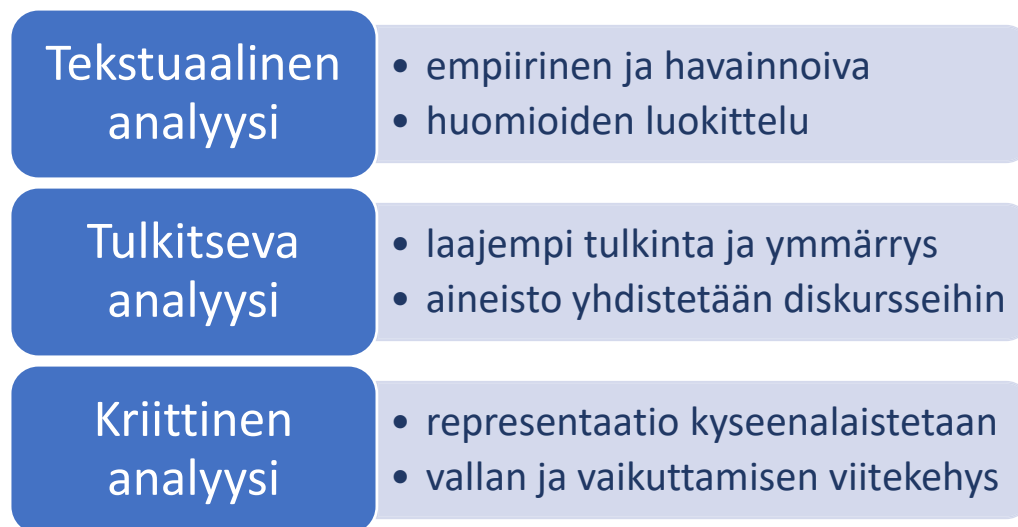 Tekstuaalinen
analyysi
• empiirinen ja havainnoiva
• huomioiden luokittelu
Tulkitseva
analyysi
• laajempi tulkinta ja ymmärrys
• aineisto yhdistetään diskursseihin
Kriittinen
analyysi
• representaatio kyseenalaistetaan
• vallan ja vaikuttamisen viitekehys